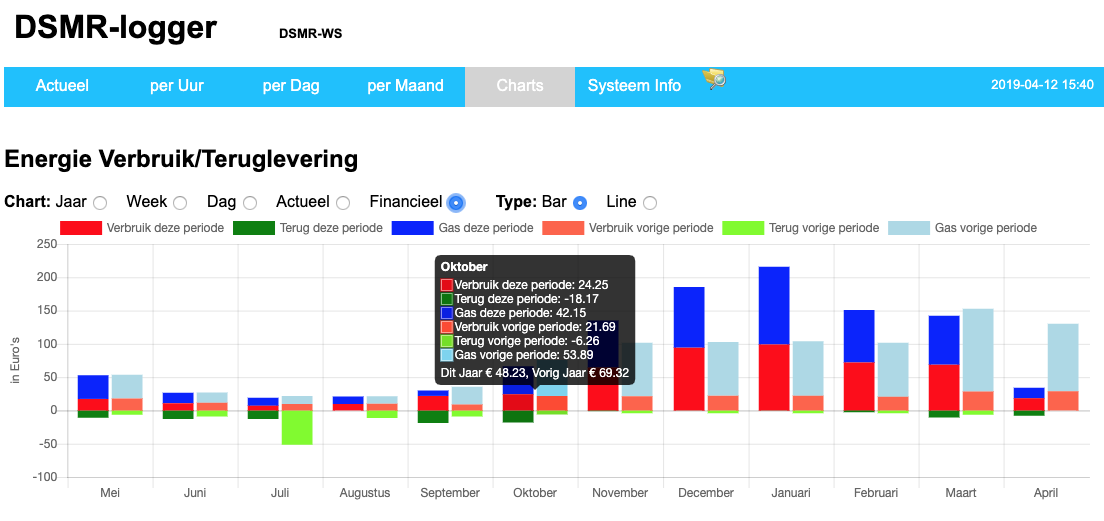 DSMR-logger DSMR-WS
Actueel per Uur per Dag per Maand Charts Systeem Info 2019-04-12 15:40
Energie Verbruik/Teruglevering
Chart: Jaar Week Dag Actueel Financieel Type: Bar Line
Verbruik deze periode Terug deze periode Gas deze periode Verbruik vorige periode Terug vorige periode Gas vorige periode
in Euro's
250
200
150
100
50
0
-50
-100
Oktober
Verbruik deze periode: 24.25
Terug deze periode: -18.17
Gas deze periode: 42.15
Verbruik vorige periode: 21.69
Terug vorige periode: -6.26
Gas vorige periode: 53.89
Dit Jaar € 48.23, Vorig Jaar € 69.32
Mei Juni Juli Augustus September Oktober November December Januari Februari Maart April